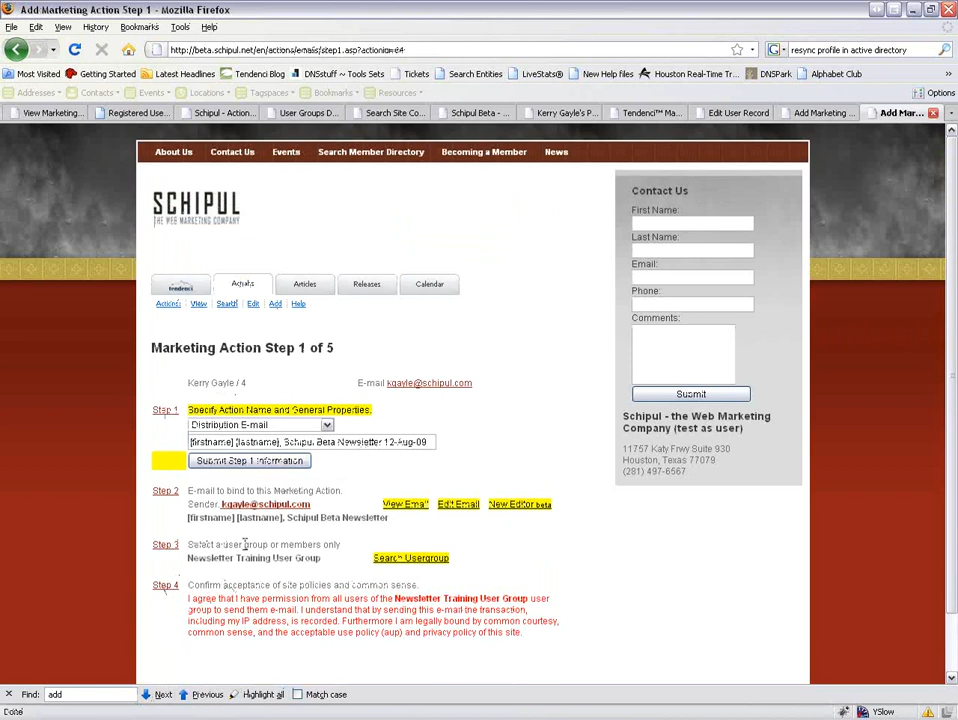 Add Marketing Action Step 1 - Mozilla Firefox
File Edit View History Bookmarks Tools Help
http://beta.schipul.net/en/actions/emails/step1.asp?actionid=64
resync profile in active directory
Most Visited Getting Started Latest Headlines Tendenci Blog DNSstuff ~ Tools Sets Tickets Search Entities LiveStats® New Help files Houston Real-Time Tr... DNSPark Alphabet Club »
Addresses Contacts Events Locations Tagspaces Bookmarks Resources Options
View Marketing... Registered Use... Schipul - Action... User Groups D... Search Site Co... Schipul Beta - ... Kerry Gayle's P... Tendenci™ Ma... Edit User Record Add Marketing ... Add Mar...
About Us Contact Us Events Search Member Directory Becoming a Member News
SCHIPUL
THE WEB MARKETING COMPANY
tendenci Articles Releases Calendar
Actions View Search Edit Add Help
Marketing Action Step 1 of 5
Kerry Gayle / 4 E-mail kgayle@schipul.com
Step 1 Specify Action Name and General Properties.
Distribution E-mail
[firstname] [lastname], Schipul Beta Newsletter 12-Aug-09
Submit Step 1 Information
Step 2 E-mail to bind to this Marketing Action.
Sender kgayle@schipul.com View Email Edit Email New Editor beta
[firstname] [lastname], Schipul Beta Newsletter
Step 3 Select a user group or members only
Newsletter Training User Group Search Usergroup
Step 4 Confirm acceptance of site policies and common sense.
I agree that I have permission from all users of the Newsletter Training User Group user
group to send them e-mail. I understand that by sending this e-mail the transaction,
including my IP address, is recorded. Furthermore I am legally bound by common courtesy,
common sense, and the acceptable use policy (aup) and privacy policy of this site.
Contact Us
First Name:
Last Name:
Email:
Phone:
Comments:
Submit
Schipul - the Web Marketing
Company (test as user)
11757 Katy Frwy Suite 930
Houston, Texas 77079
(281) 497-6567
Find: add Next Previous Highlight all Match case
Done YSlow